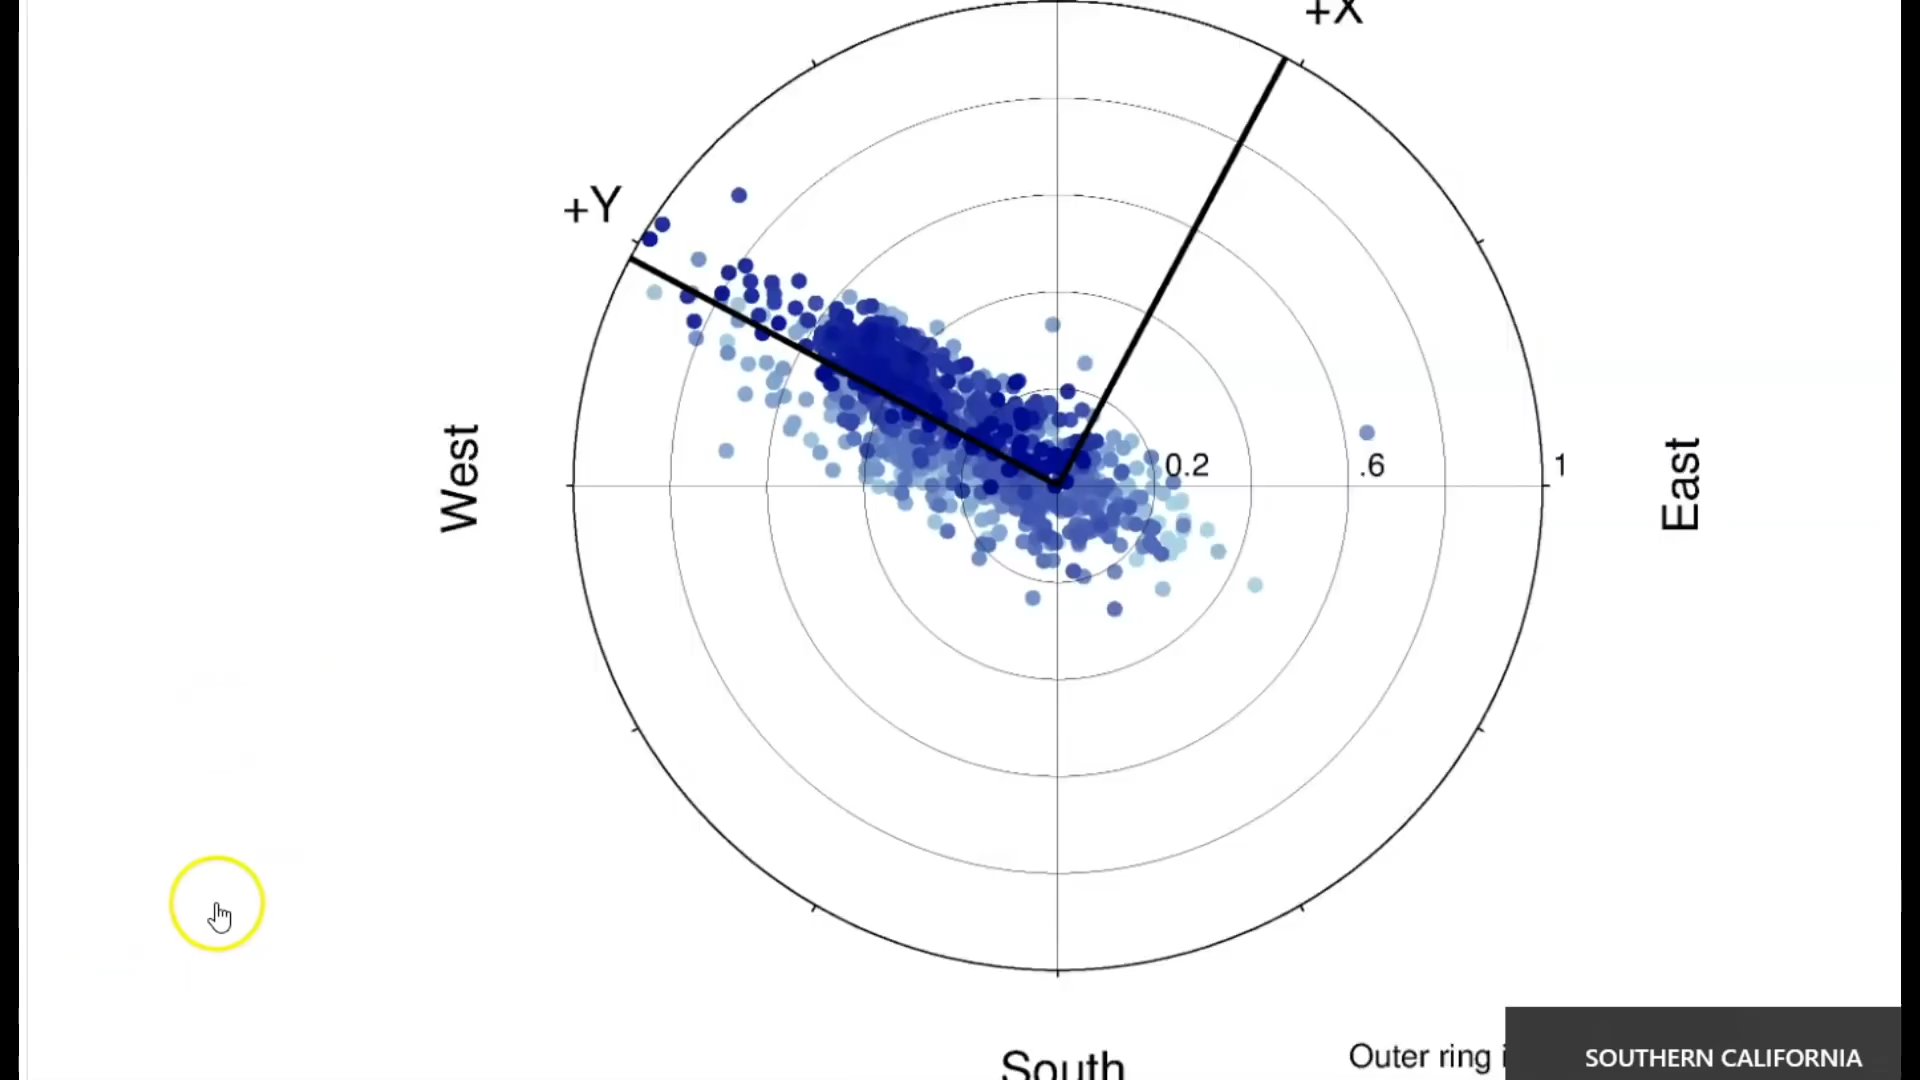 +X
+Y
West
0.2
.6
1
East
South
Outer ring
SOUTHERN CALIFORNIA